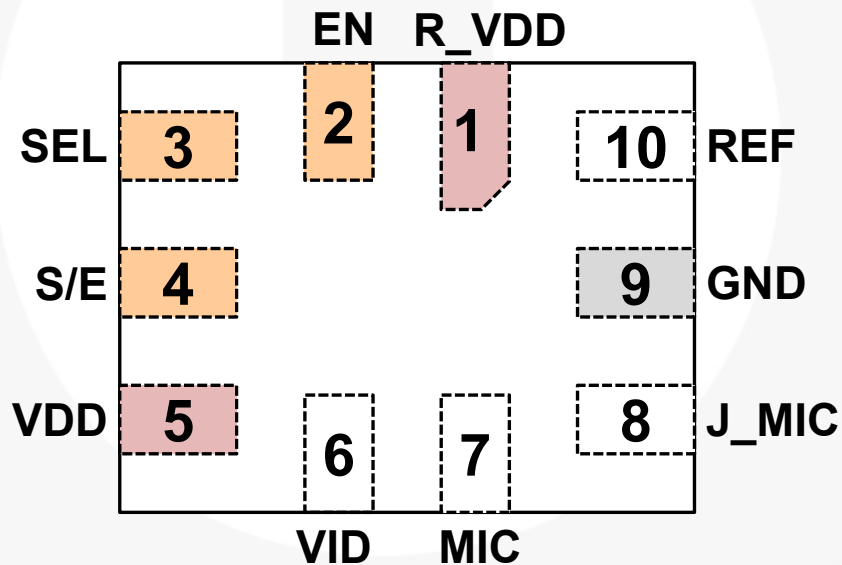 EN R_VDD
SEL 3 2 1 10 REF
S/E 4 9 GND
VDD 5 6 7 8 J_MIC
VID MIC